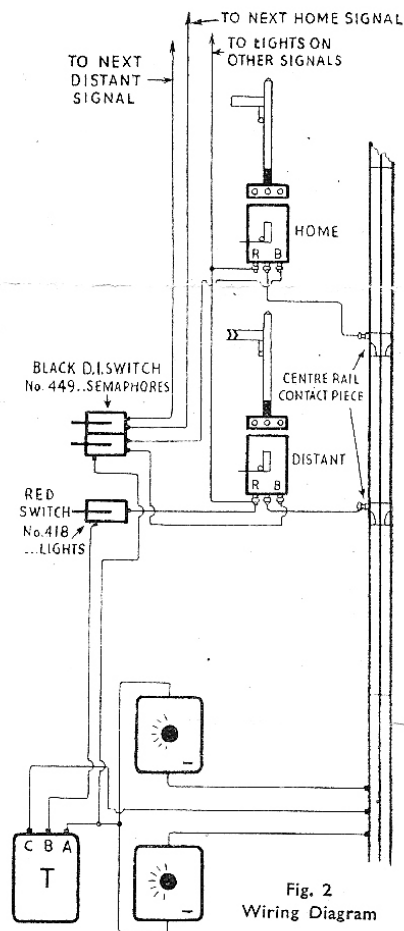 TO NEXT HOME SIGNAL
TO NEXT
DISTANT
SIGNAL
TO LIGHTS ON
OTHER SIGNALS
HOME
R B
BLACK D.I. SWITCH
No. 449..SEMAPHORES
CENTRE RAIL
CONTACT PIECE
DISTANT
R B
RED
SWITCH
No. 418
...LIGHTS
C B A
T
Fig. 2
Wiring Diagram